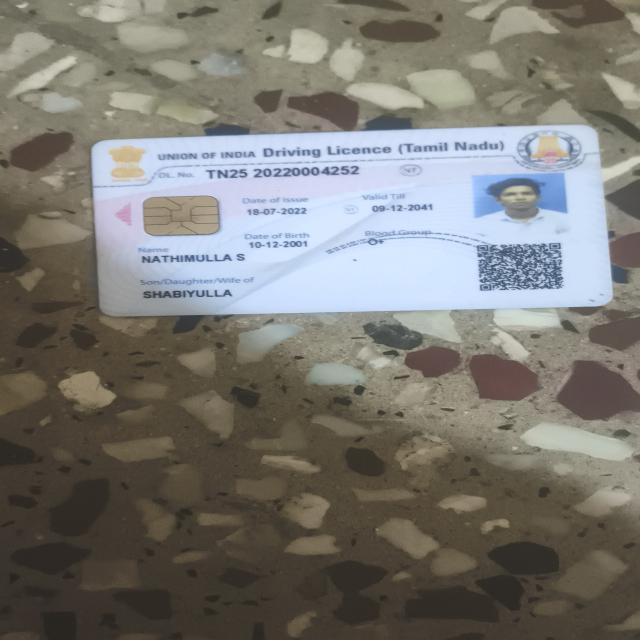 UNION OF INDIA Driving Licence (Tamil Nadu)
DL. No. TN25 20220004252
Date of Issue Valid Till
18-07-2022 09-12-2041
Date of Birth Blood Group
10-12-2001 O+
Name
NATHIMULLA S
Son/Daughter/Wife of
SHABIYULLA